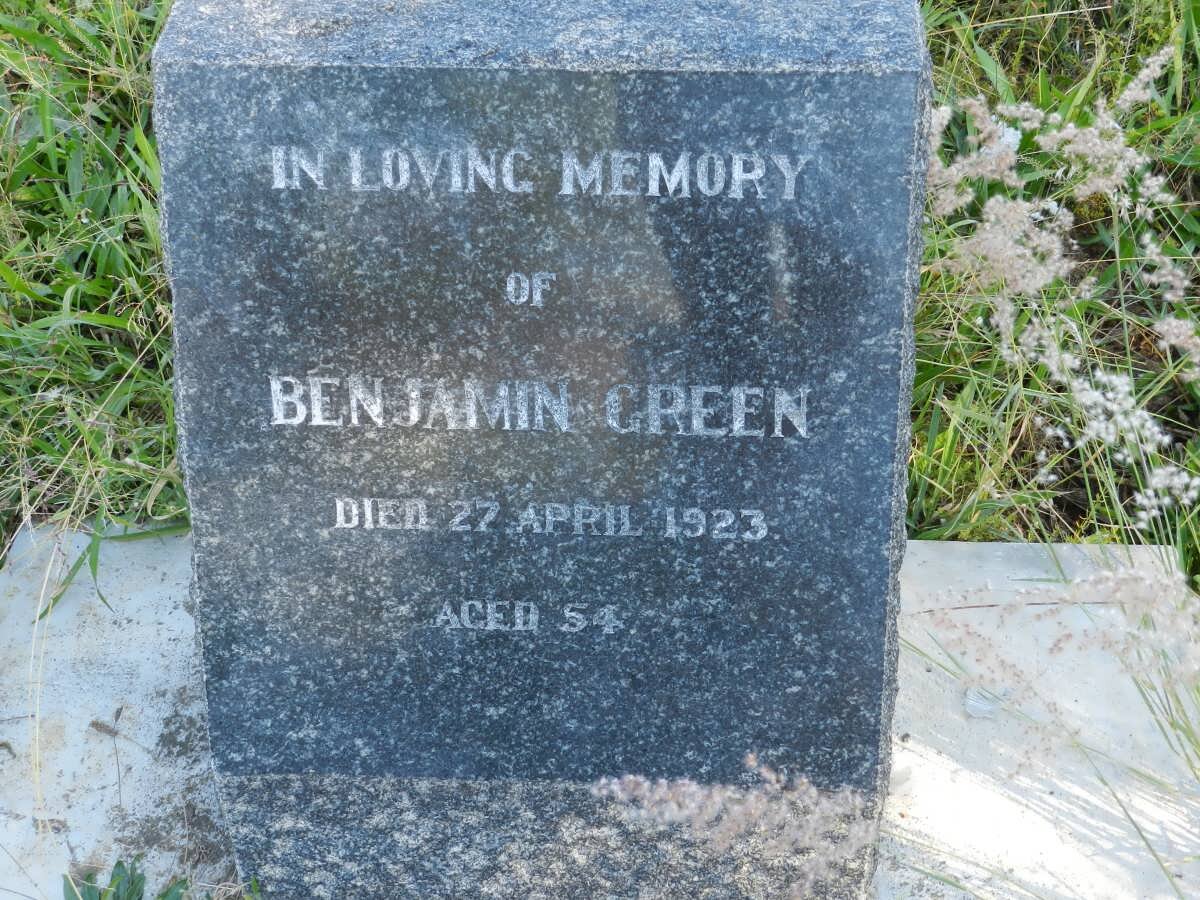 IN LOVING MEMORY
OF
BENJAMIN GREEN
DIED 27 APRIL 1923.
AGED 54.